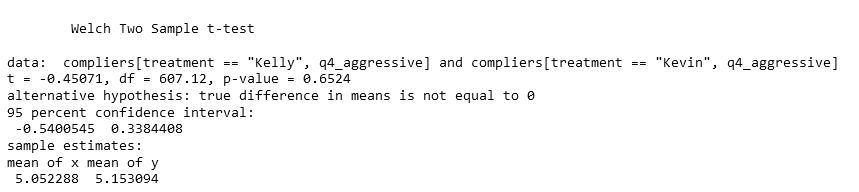 Welch Two Sample t-test
data:  compliers[treatment == "Kelly", q4_aggressive] and compliers[treatment == "Kevin", q4_aggressive]
t = -0.45071, df = 607.12, p-value = 0.6524
alternative hypothesis: true difference in means is not equal to 0
95 percent confidence interval:
 -0.5400545  0.3384408
sample estimates:
mean of x mean of y
 5.052288  5.153094